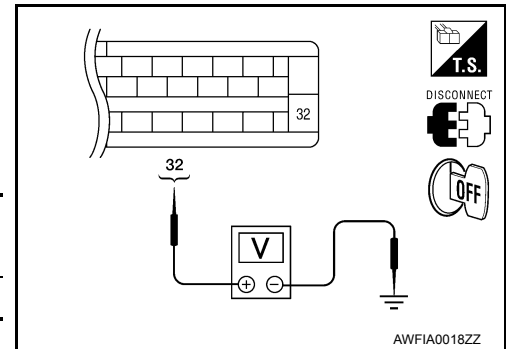 T.S.
DISCONNECT
32
OFF
32
V
+ −
AWFIA0018ZZ